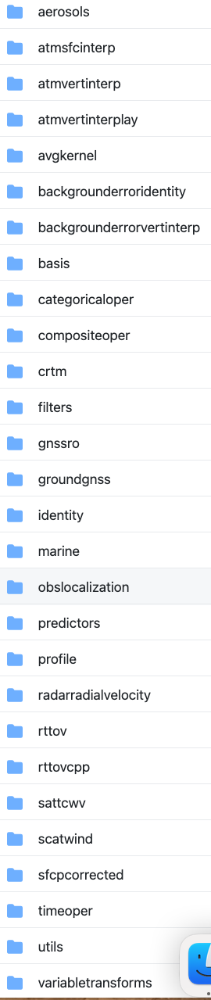 aerosols
atmsfcinterp
atmvertinterp
atmvertinterplay
avgkernel
backgrounderroridentity
backgrounderrorvertinterp
basis
categoricaloper
compositeoper
crtm
filters
gnssro
groundgnss
identity
marine
obslocalization
predictors
profile
radarradialvelocity
rttov
rttovcpp
sattcwv
scatwind
sfcpcorrected
timeoper
utils
variabletransforms